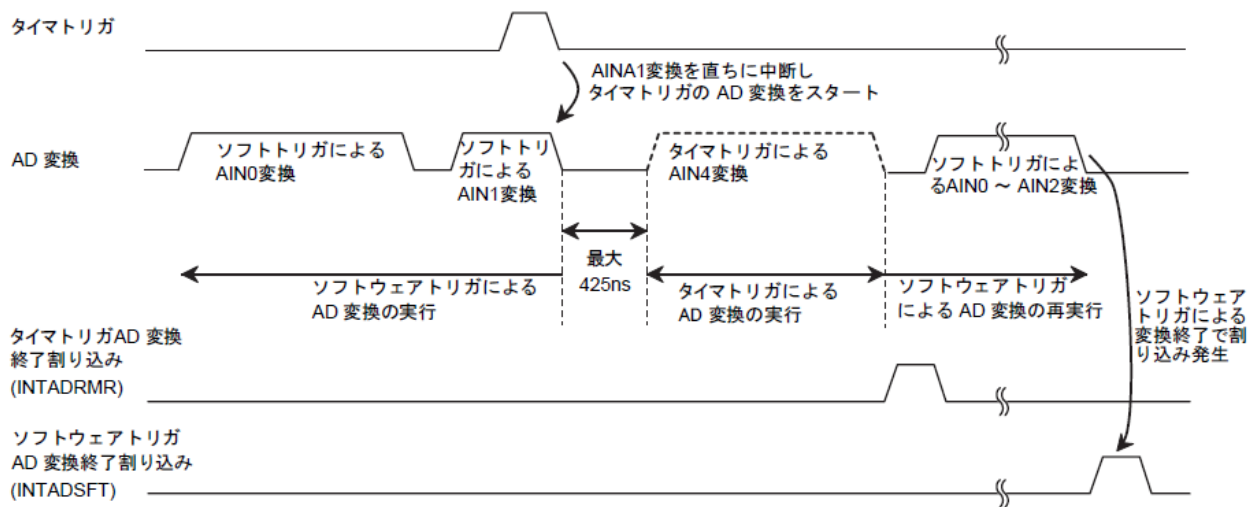 タイマトリガ
AINA1変換を直ちに中断し
タイマトリガの AD 変換をスタート
AD 変換
ソフトトリガによる
AIN0変換
ソフトトリ
ガによる
AIN1変換
タイマトリガによる
AIN4変換
ソフトトリガによ
るAIN0 ～ AIN2変換
最大
425ns
ソフトウェアトリガによる
AD 変換の実行
タイマトリガによる
AD 変換の実行
ソフトウェアトリガ
による AD 変換の再実行
ソフトウェア
トリガによる
変換終了で割
り込み発生
タイマトリガAD 変換
終了割り込み
(INTADRMR)
ソフトウェアトリガ
AD 変換終了割り込み
(INTADSFT)